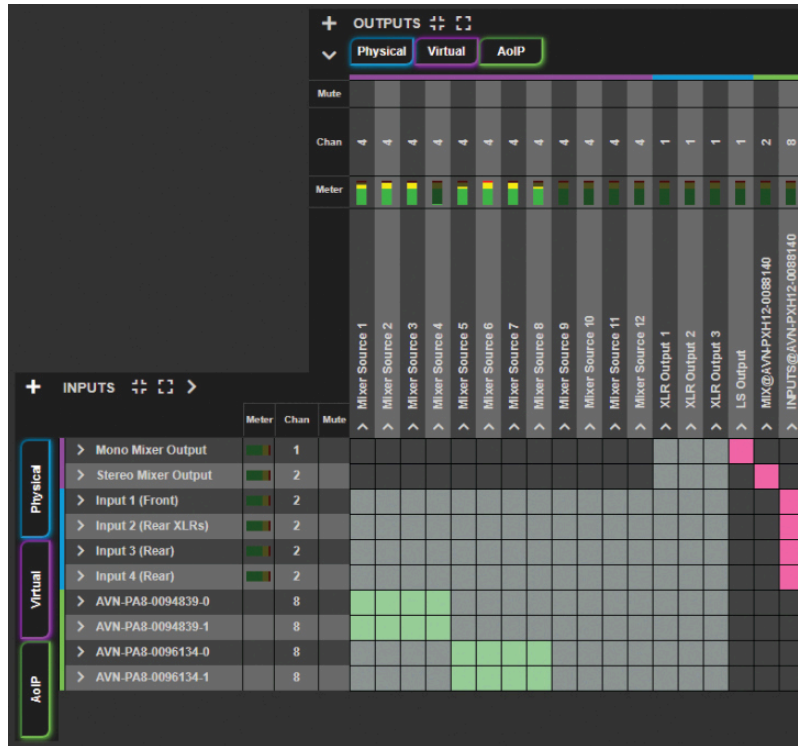 + OUTPUTS
Physical Virtual AoIP
Mute
Chan 4 4 4 4 4 4 4 4 4 4 4 4 1 1 1 1 2 8
Meter
Mixer Source 1
Mixer Source 2
Mixer Source 3
Mixer Source 4
Mixer Source 5
Mixer Source 6
Mixer Source 7
Mixer Source 8
Mixer Source 9
Mixer Source 10
Mixer Source 11
Mixer Source 12
XLR Output 1
XLR Output 2
XLR Output 3
LS Output
MIX@AVN-PXH12-0088140
INPUTS@AVN-PXH12-0088140
+ INPUTS
Meter Chan Mute
Physical
Virtual
AoIP
Mono Mixer Output 1
Stereo Mixer Output 2
Input 1 (Front) 2
Input 2 (Rear XLRs) 2
Input 3 (Rear) 2
Input 4 (Rear) 2
AVN-PA8-0094839-0 8
AVN-PA8-0094839-1 8
AVN-PA8-0096134-0 8
AVN-PA8-0096134-1 8